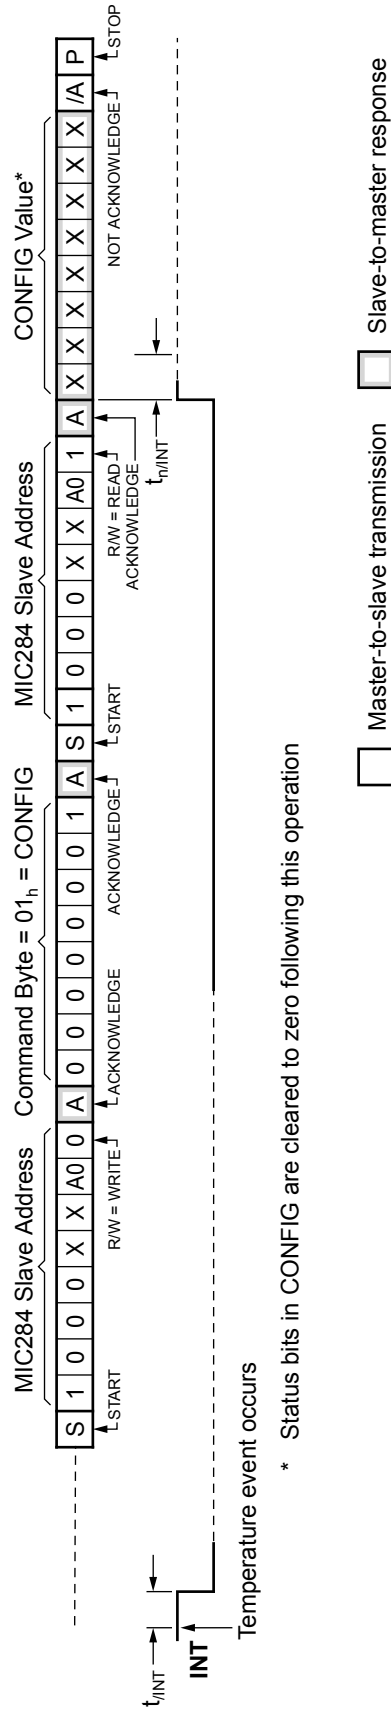 MIC284 Slave Address
Command Byte = 01h = CONFIG
MIC284 Slave Address
CONFIG Value*
S 1 0 0 0 X X A0 0 A 0 0 0 0 0 0 0 1 A S 1 0 0 0 X X A0 1 A X X X X X X X X /A P
START
R/W = WRITE
ACKNOWLEDGE
ACKNOWLEDGE
START
R/W = READ
ACKNOWLEDGE
NOT ACKNOWLEDGE
STOP
t/INT
tn/INT
INT
Temperature event occurs
* Status bits in CONFIG are cleared to zero following this operation
Master-to-slave transmission
Slave-to-master response